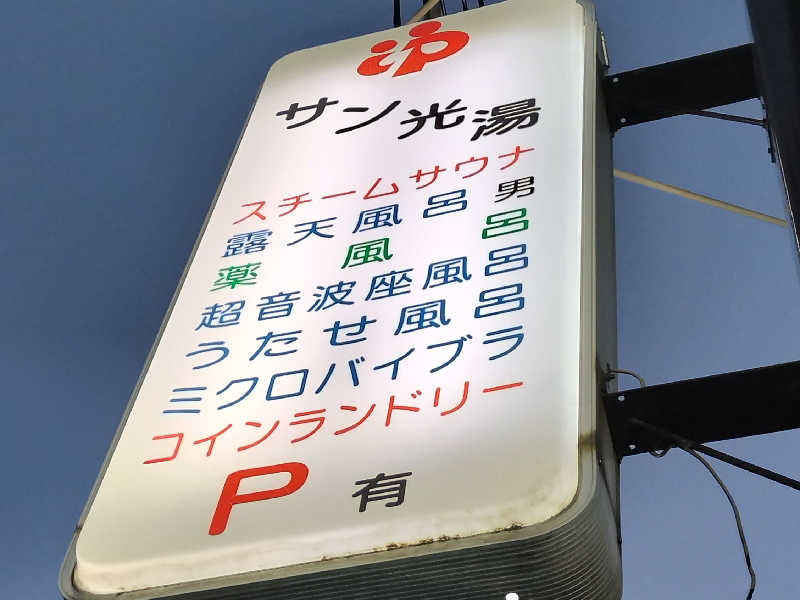 サン光湯
スチームサウナ
露天風呂 男
薬風呂
超音波座風呂
うたせ風呂
ミクロバイブラ
コインランドリー
P 有